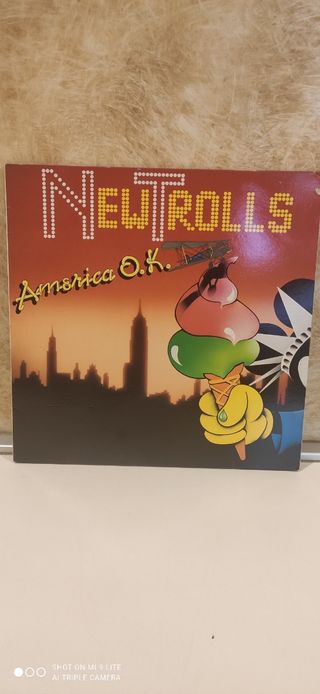 NEWTROLLS
America O.K.
SHOT ON MI 9 LITE
AI TRIPLE CAMERA